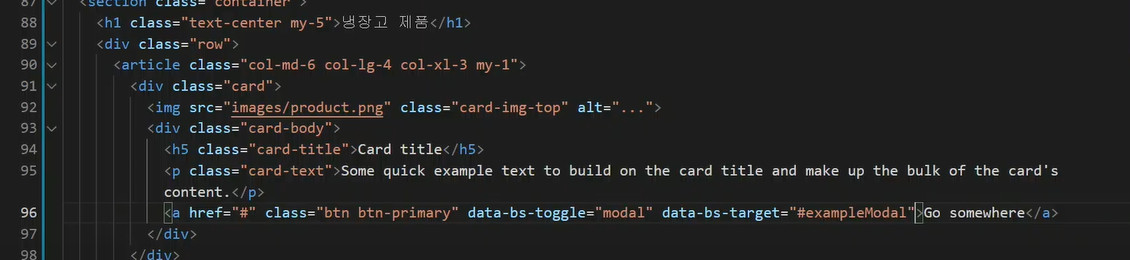 87 <section class="container">
88 <h1 class="text-center my-5">냉장고 제품</h1>
89 <div class="row">
90 <article class="col-md-6 col-lg-4 col-xl-3 my-1">
91 <div class="card">
92 <img src="images/product.png" class="card-img-top" alt="...">
93 <div class="card-body">
94 <h5 class="card-title">Card title</h5>
95 <p class="card-text">Some quick example text to build on the card title and make up the bulk of the card's
content.</p>
96 <a href="#" class="btn btn-primary" data-bs-toggle="modal" data-bs-target="#exampleModal">Go somewhere</a>
97 </div>
98 </div>